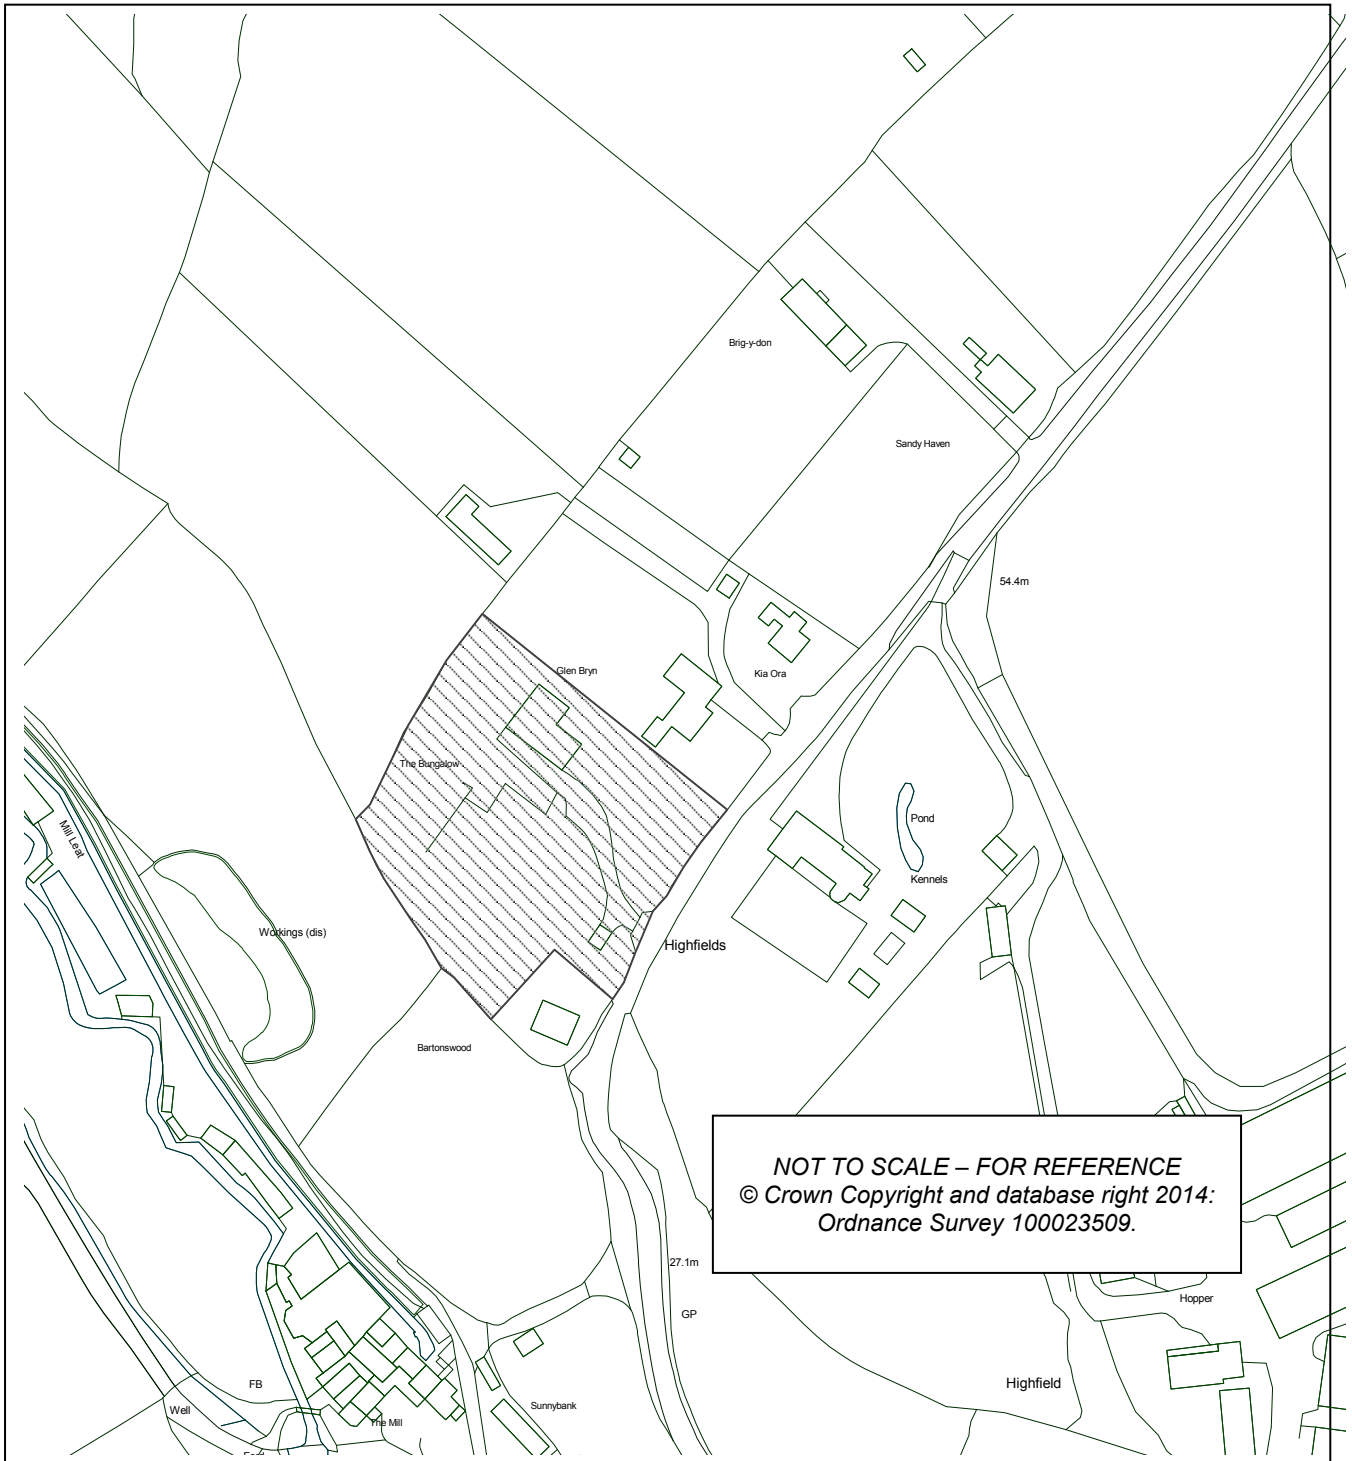 Brig-y-don
Sandy Haven
54.4m
Glen Bryn
Kia Ora
The Bungalow
Pond
Mill Leat
Kennels
Workings (dis)
Highfields
Bartonswood
NOT TO SCALE – FOR REFERENCE
© Crown Copyright and database right 2014:
Ordnance Survey 100023509.
27.1m
Hopper
GP
Highfield
FB
Well
The Mill
Sunnybank